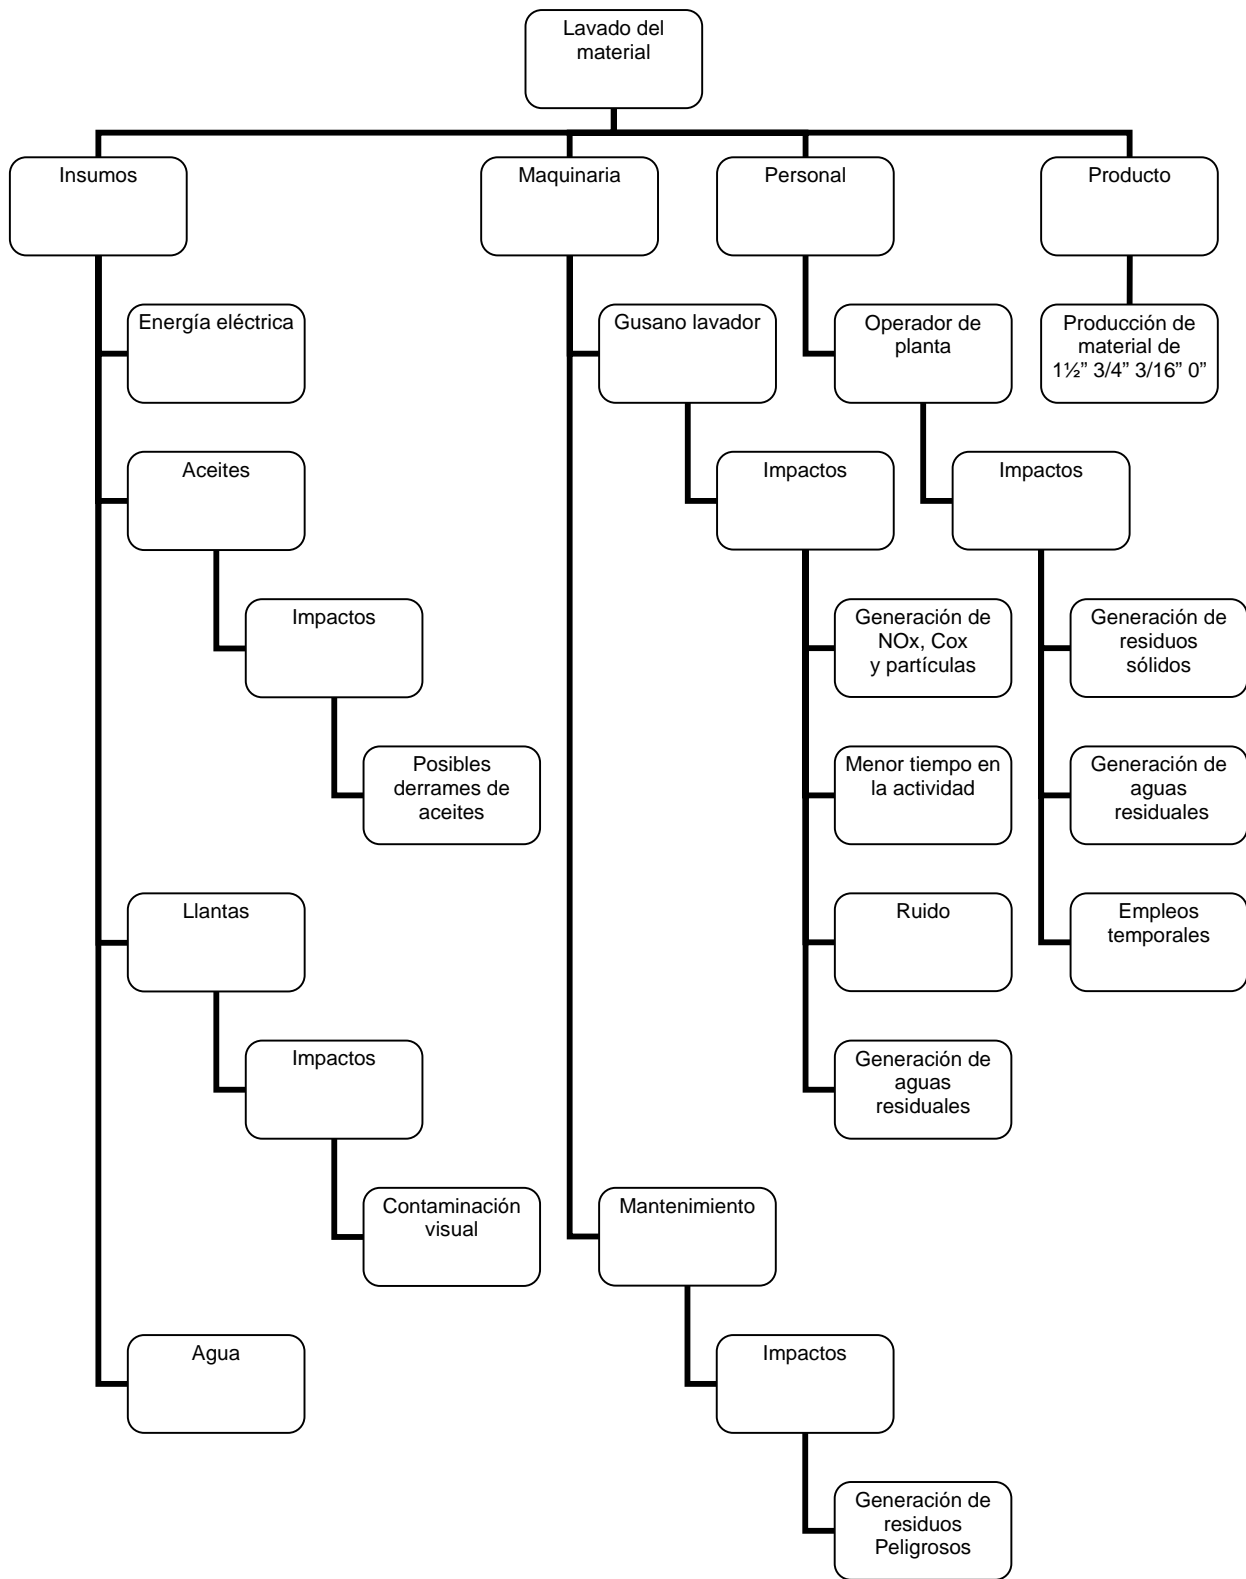 Lavado del
material
Insumos
Maquinaria
Personal
Producto
Energía eléctrica
Gusano lavador
Operador de
planta
Producción de
material de
1½” 3/4” 3/16” 0”
Aceites
Impactos
Impactos
Impactos
Generación de
NOx, Cox
y partículas
Generación de
residuos
sólidos
Posibles
derrames de
aceites
Menor tiempo en
la actividad
Generación de
aguas
residuales
Llantas
Ruido
Empleos
temporales
Impactos
Generación de
aguas
residuales
Contaminación
visual
Mantenimiento
Agua
Impactos
Generación de
residuos
Peligrosos